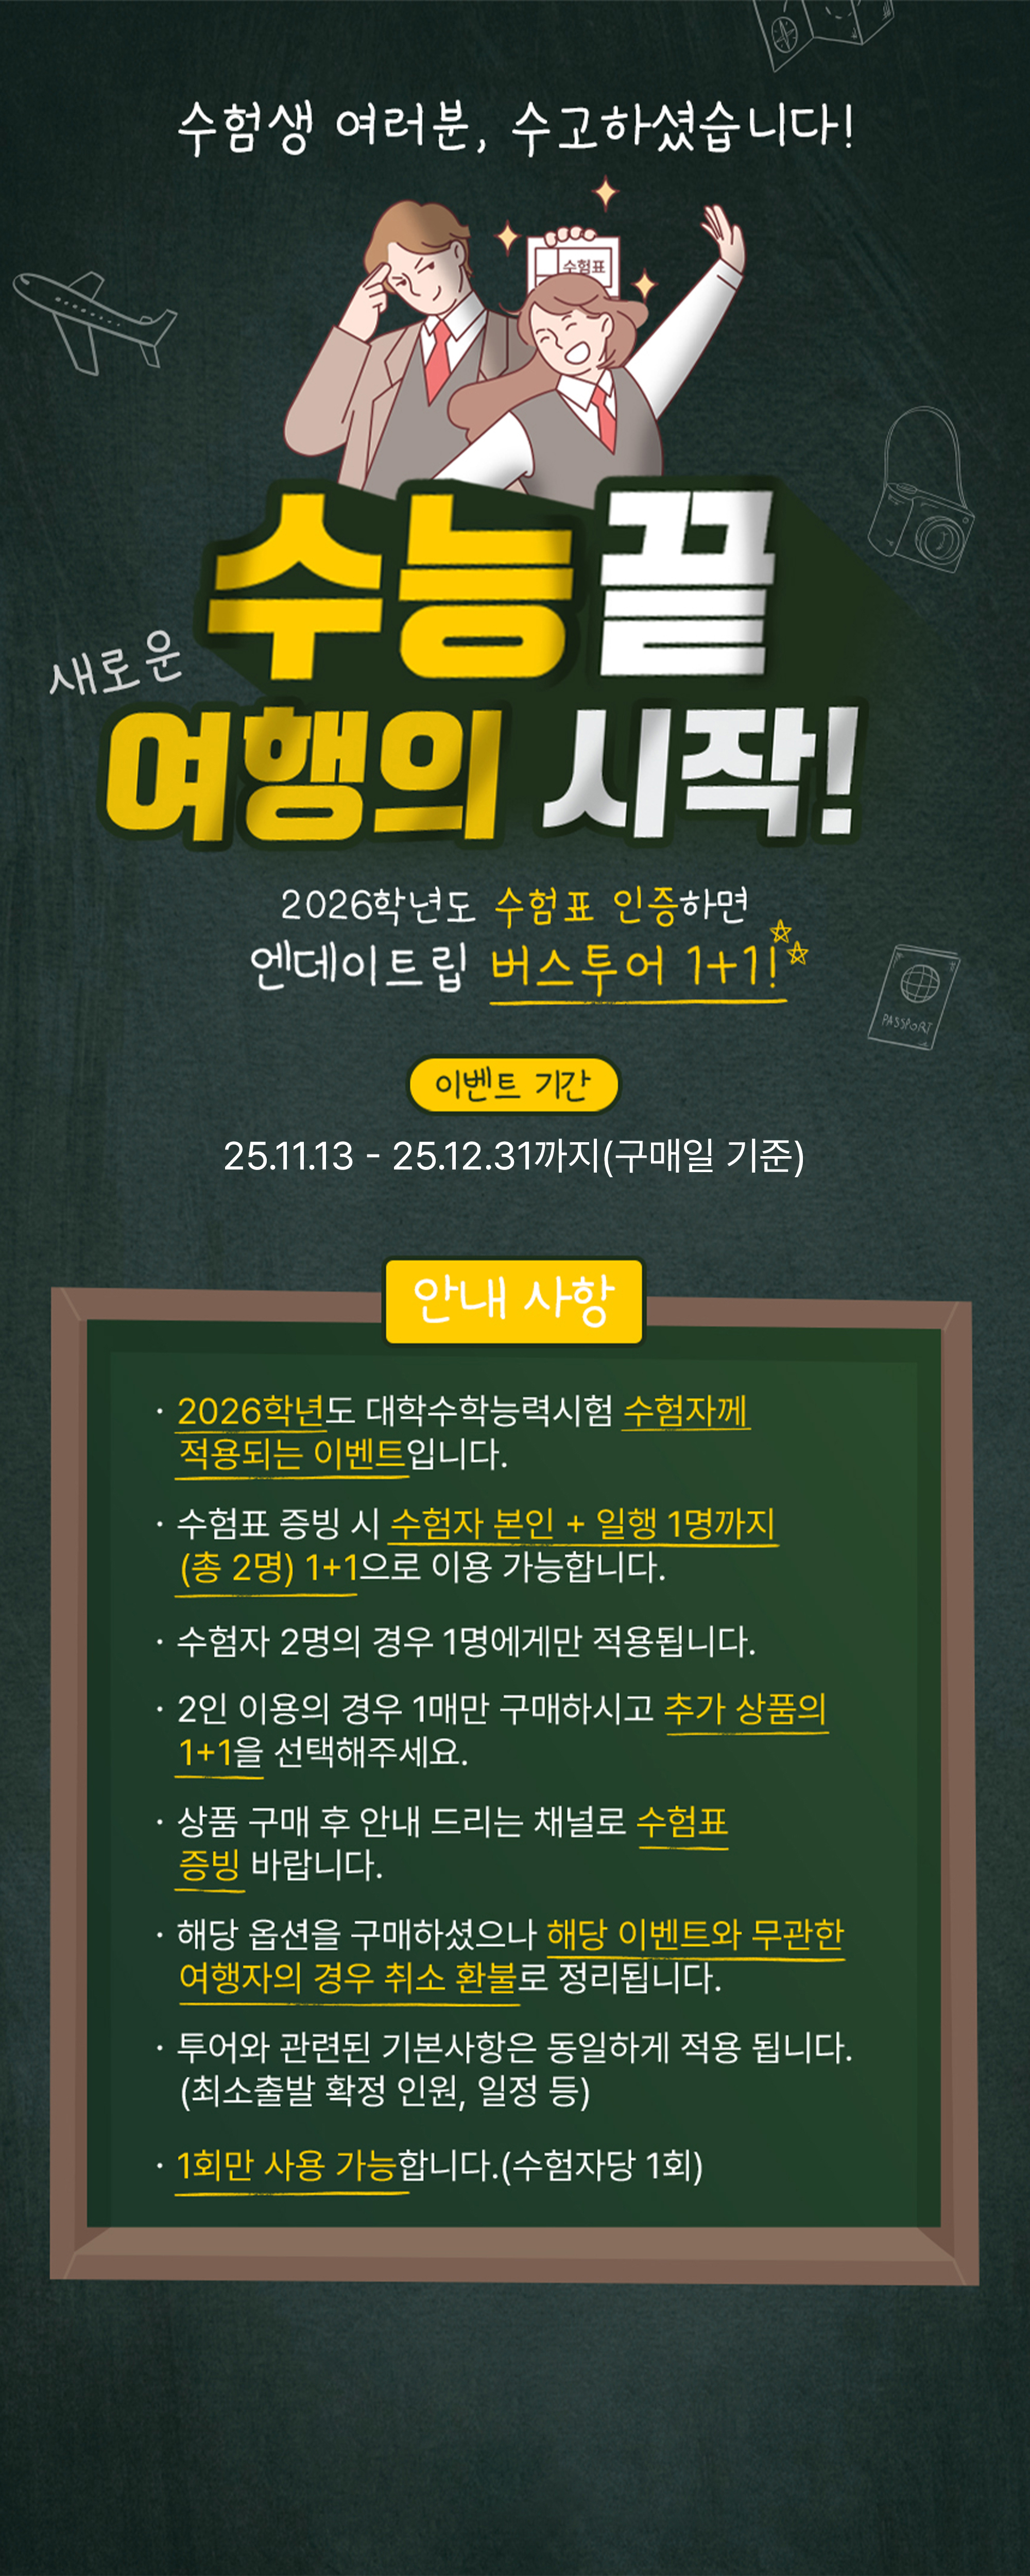 수험생 여러분, 수고하셨습니다!
수험표
수능끝
새로운
여행의 시작!
2026학년도 수험표 인증하면
엔데이트립 버스투어 1+1!
PASSPORT
이벤트 기간
25.11.13 - 25.12.31까지(구매일 기준)
안내 사항
· 2026학년도 대학수학능력시험 수험자께
적용되는 이벤트입니다.
· 수험표 증빙 시 수험자 본인 + 일행 1명까지
(총 2명) 1+1으로 이용 가능합니다.
· 수험자 2명의 경우 1명에게만 적용됩니다.
· 2인 이용의 경우 1매만 구매하시고 추가 상품의
1+1을 선택해주세요.
· 상품 구매 후 안내 드리는 채널로 수험표
증빙 바랍니다.
· 해당 옵션을 구매하셨으나 해당 이벤트와 무관한
여행자의 경우 취소 환불로 정리됩니다.
· 투어와 관련된 기본사항은 동일하게 적용 됩니다.
(최소출발 확정 인원, 일정 등)
· 1회만 사용 가능합니다.(수험자당 1회)